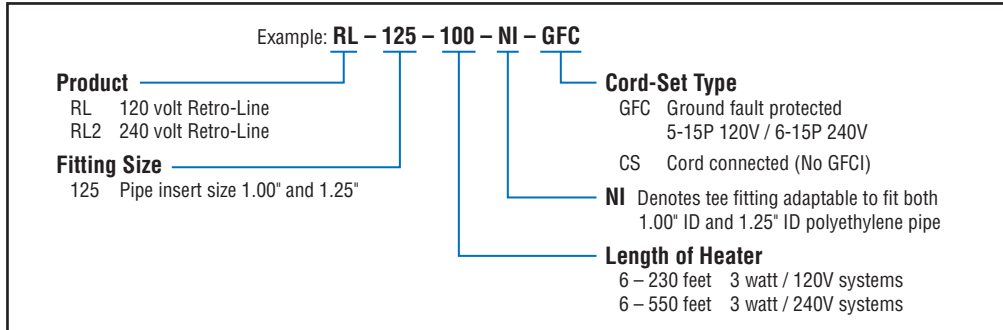 Example: RL – 125 – 100 – NI – GFC
Product
RL 120 volt Retro-Line
RL2 240 volt Retro-Line
Fitting Size
125 Pipe insert size 1.00" and 1.25"
Cord-Set Type
GFC Ground fault protected
5-15P 120V / 6-15P 240V
CS Cord connected (No GFCI)
NI Denotes tee fitting adaptable to fit both
1.00" ID and 1.25" ID polyethylene pipe
Length of Heater
6 – 230 feet 3 watt / 120V systems
6 – 550 feet 3 watt / 240V systems